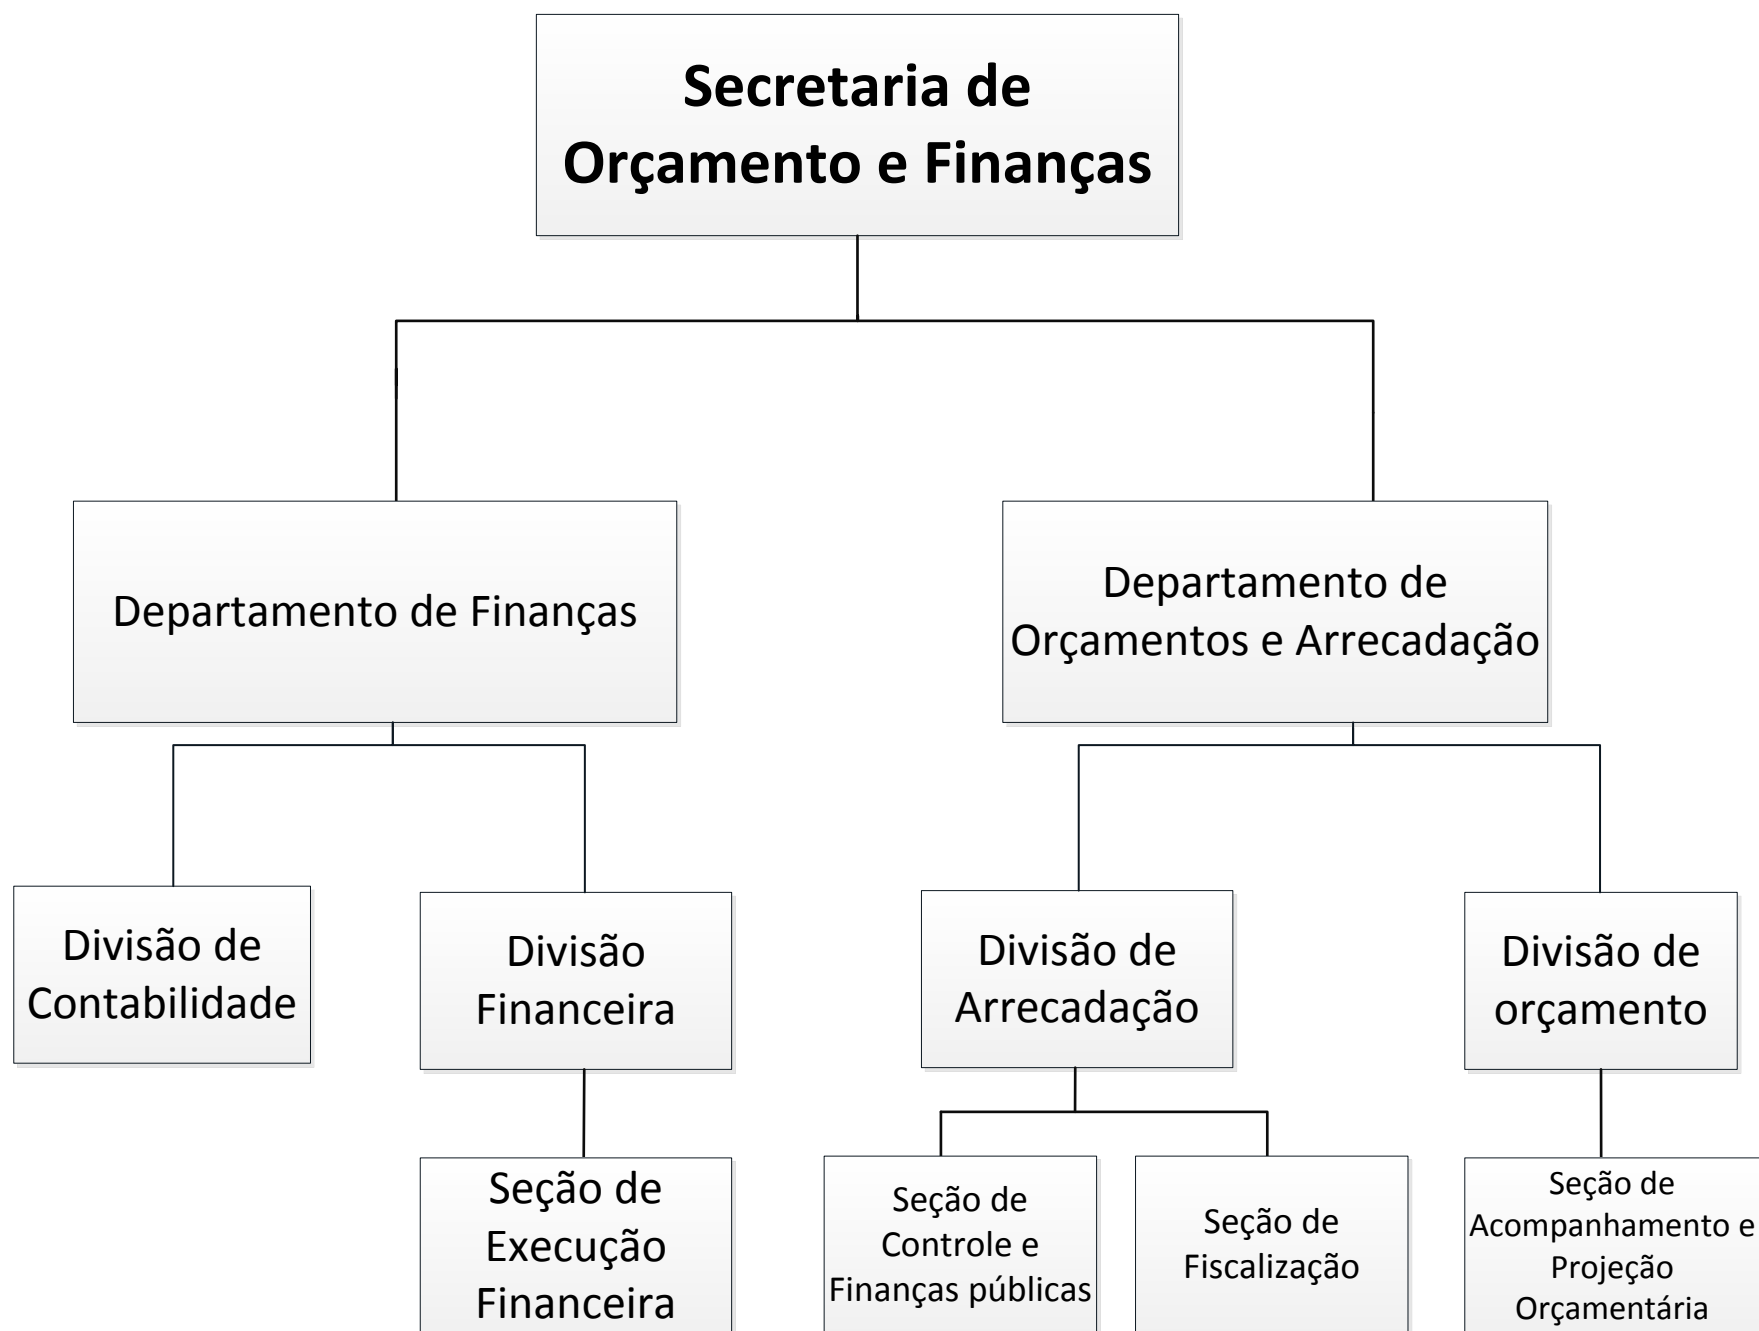 Secretaria de
Orçamento e Finanças
Departamento de Finanças
Departamento de
Orçamentos e Arrecadação
Divisão de
Contabilidade
Divisão
Financeira
Divisão de
Arrecadação
Divisão de
orçamento
Seção de
Execução
Financeira
Seção de
Controle e
Finanças públicas
Seção de
Fiscalização
Seção de
Acompanhamento e
Projeção
Orçamentária